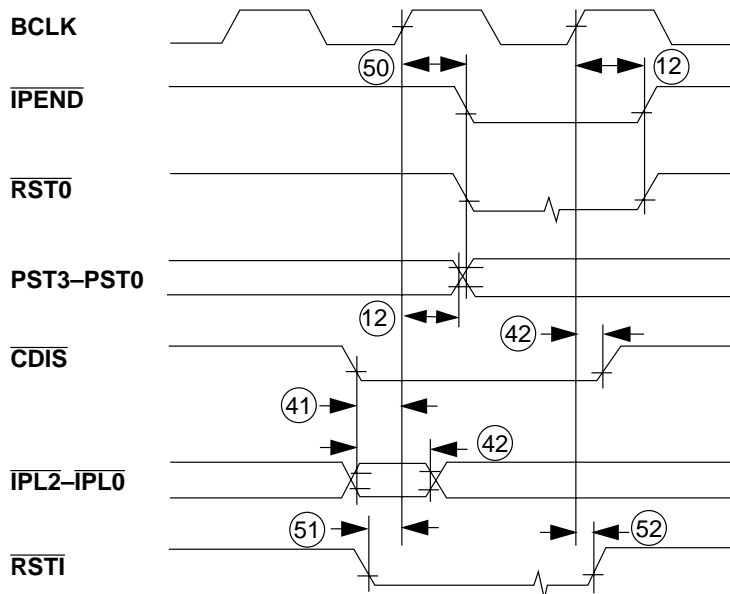 BCLK
50
12
IPEND
RST0
PST3–PST0
12
42
CDIS
41
42
IPL2–IPL0
51
52
RSTI